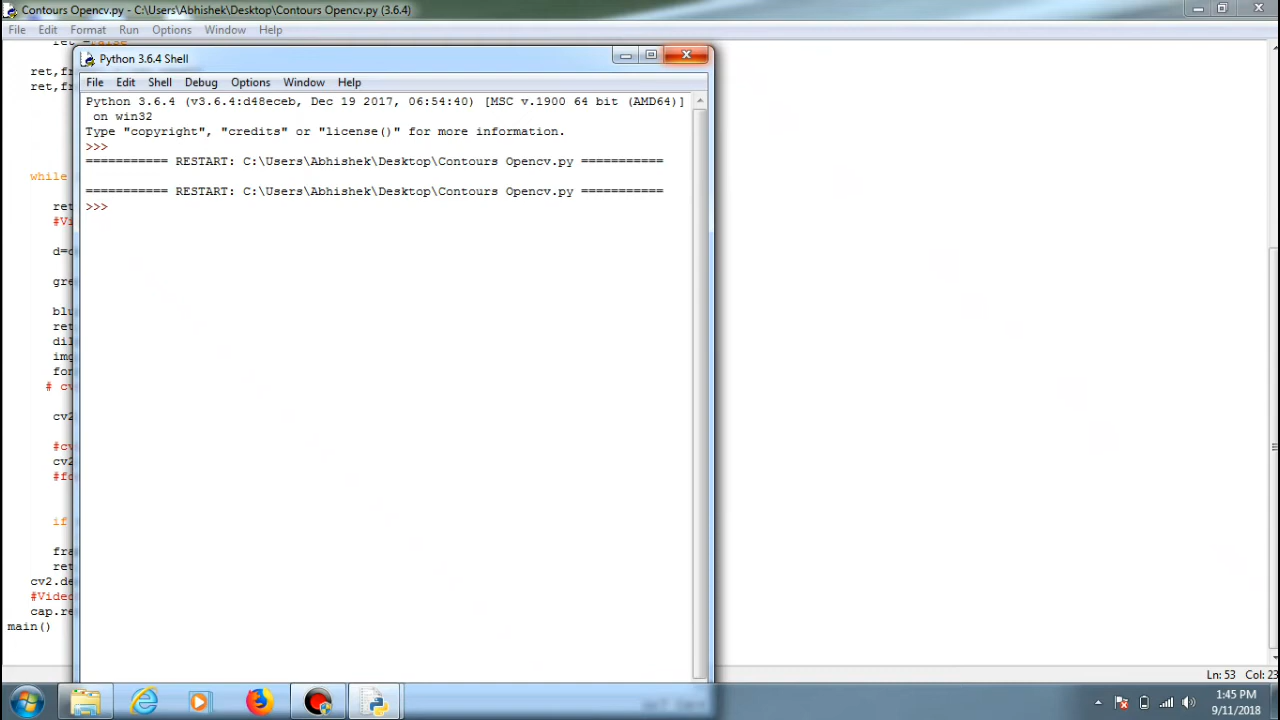 Contours Opencv.py - C:\Users\Abhishek\Desktop\Contours Opencv.py (3.6.4)
File Edit Format Run Options Window Help
Python 3.6.4 Shell
File Edit Shell Debug Options Window Help
Python 3.6.4 (v3.6.4:d48eceb, Dec 19 2017, 06:54:40) [MSC v.1900 64 bit (AMD64)]
on win32
Type "copyright", "credits" or "license()" for more information.
>>>
=========== RESTART: C:\Users\Abhishek\Desktop\Contours Opencv.py ===========
=========== RESTART: C:\Users\Abhishek\Desktop\Contours Opencv.py ===========
>>>
ret,fr
ret,fr
while
ret
#Vi
d=c
gre
blu
ret
dil
img
for
# cv
cv2
#cv
cv2
#fo
if
fra
ret
cv2.de
#Video
cap.re
main()
Ln: 53 Col: 23
1:45 PM
9/11/2018